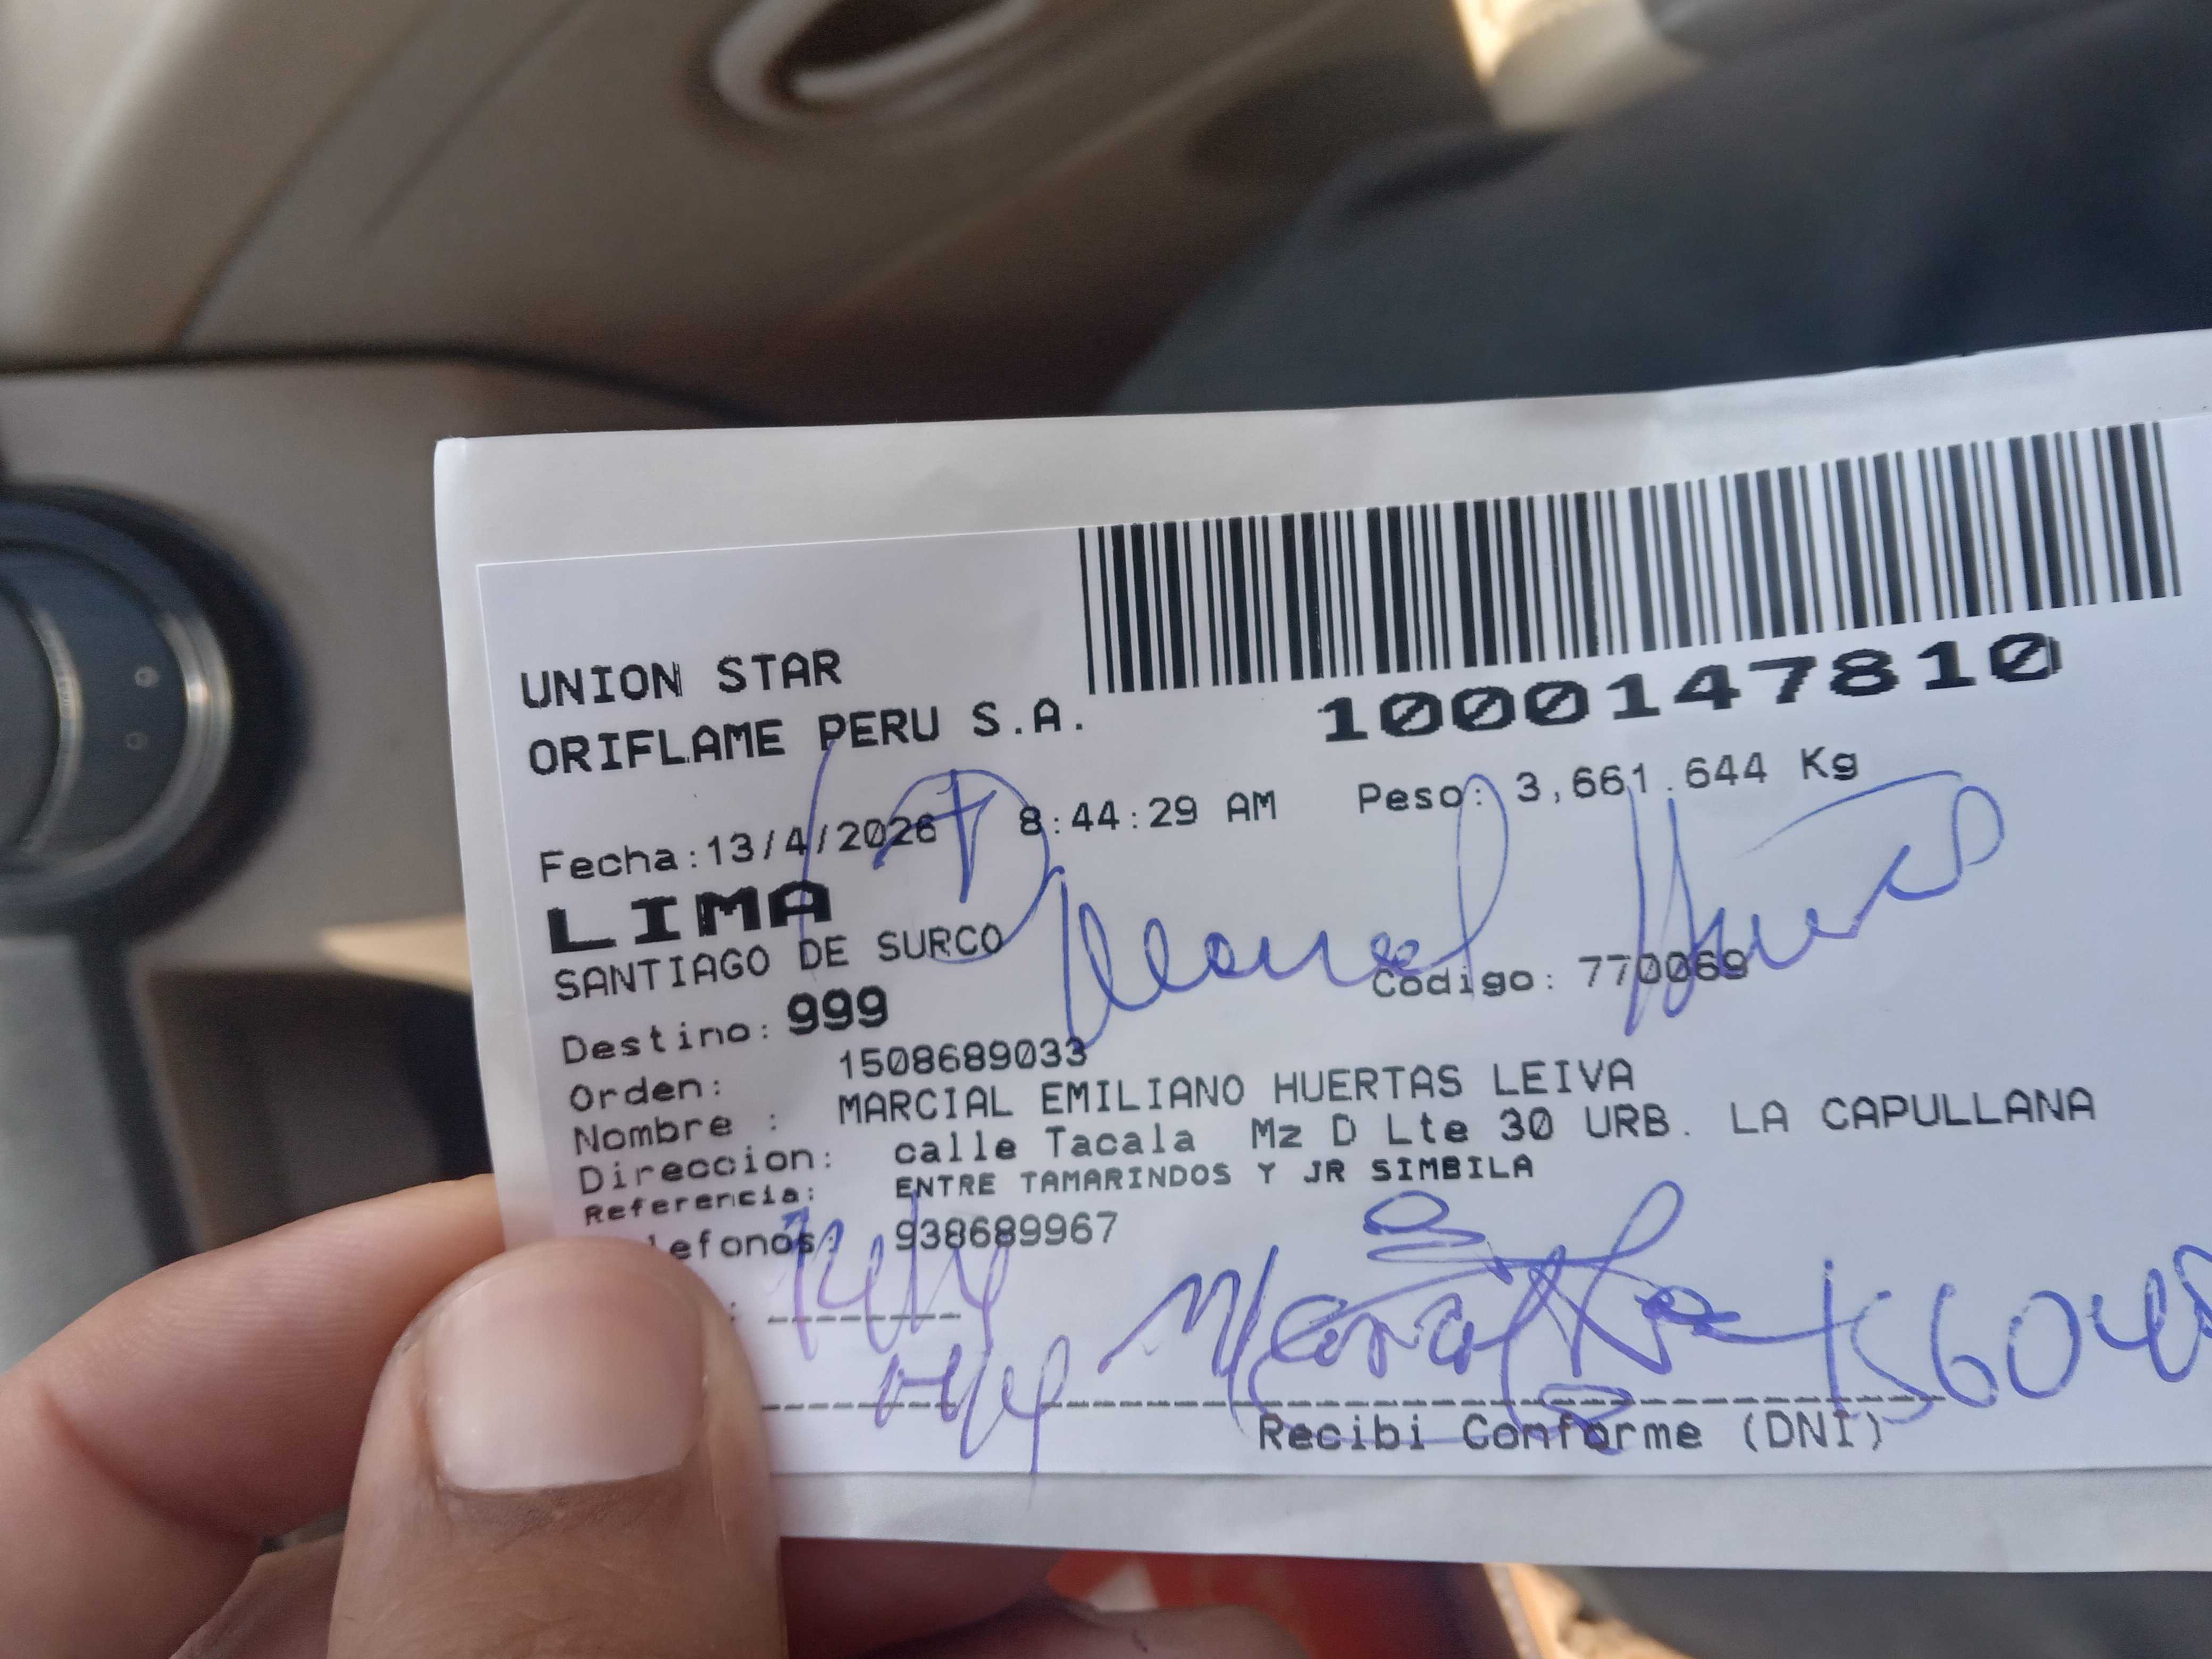 UNION STAR
ORIFLAME PERU S.A.
1000147810
Fecha:13/4/2026 8:44:29 AM Peso: 3,661.644 Kg
LIMA
SANTIAGO DE SURCO
Destino: 999 Código: 770069
Orden: 1508689033
Nombre : MARCIAL EMILIANO HUERTAS LEIVA
Direccion: calle Tacala Mz D Lte 30 URB. LA CAPULLANA
Referencia: ENTRE TAMARINDOS Y JR SIMBILA
lefonos: 938689967
Recibi Conforme (DNI)